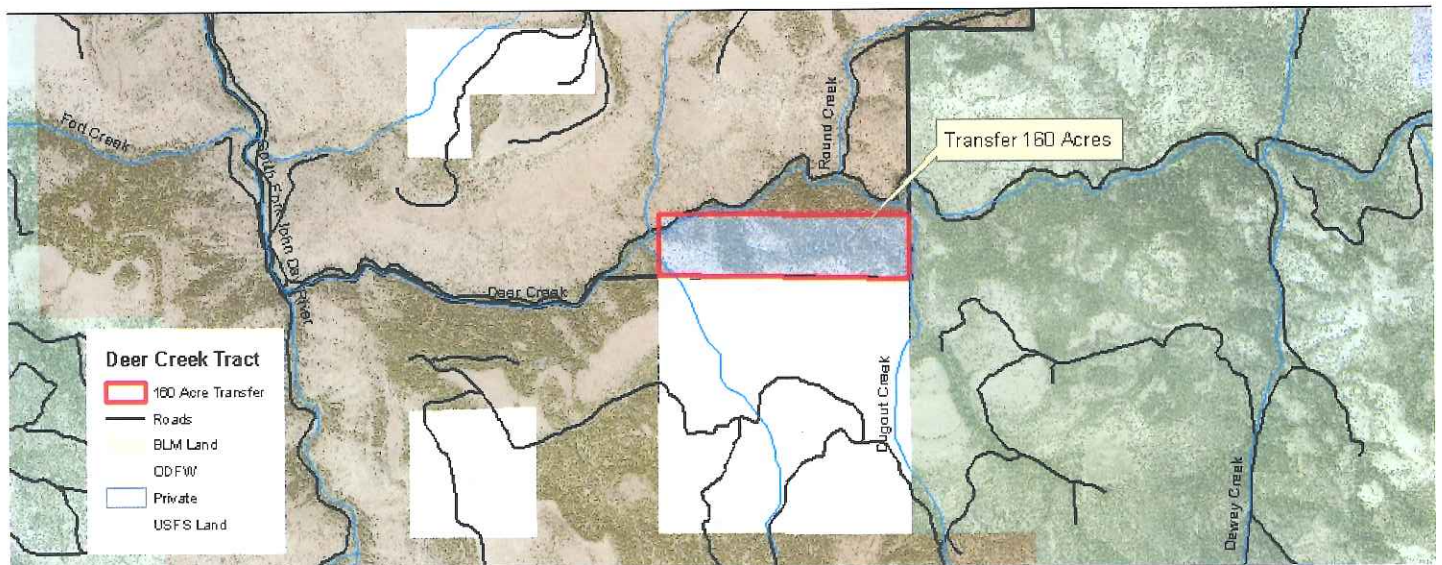 Fort Creek
South Fork John Day River
Round Creek
Transfer 160 Acres
Deer Creek
Dugout Creek
Dewey Creek
Deer Creek Tract
160 Acre Transfer
Roads
BLM Land
ODFW
Private
USFS Land